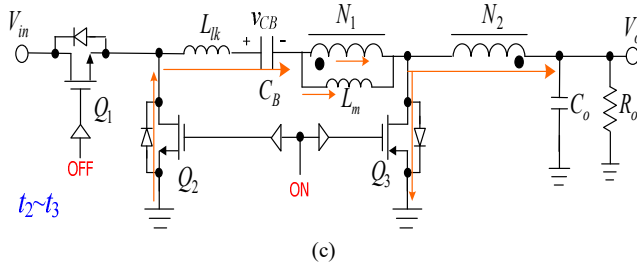 V_in
L_lk
+ v_CB -
N_1
N_2
V_o
C_B
L_m
C_o
R_o
Q_1
OFF
Q_2
ON
Q_3
t_2~t_3
(c)